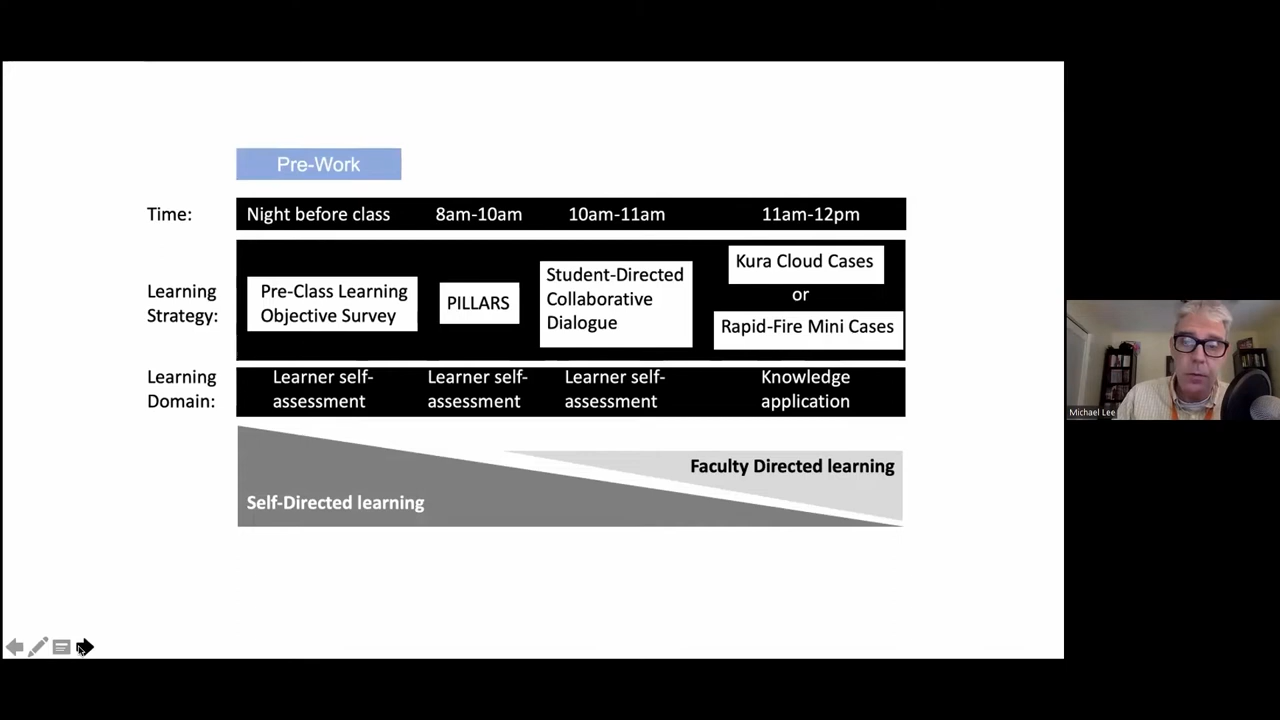 Pre-Work
Time:
Night before class
8am-10am
10am-11am
11am-12pm
Learning
Strategy:
Pre-Class Learning
Objective Survey
PILLARS
Student-Directed
Collaborative
Dialogue
Kura Cloud Cases
or
Rapid-Fire Mini Cases
Learning
Domain:
Learner self-
assessment
Learner self-
assessment
Learner self-
assessment
Knowledge
application
Self-Directed learning
Faculty Directed learning
Michael Lee